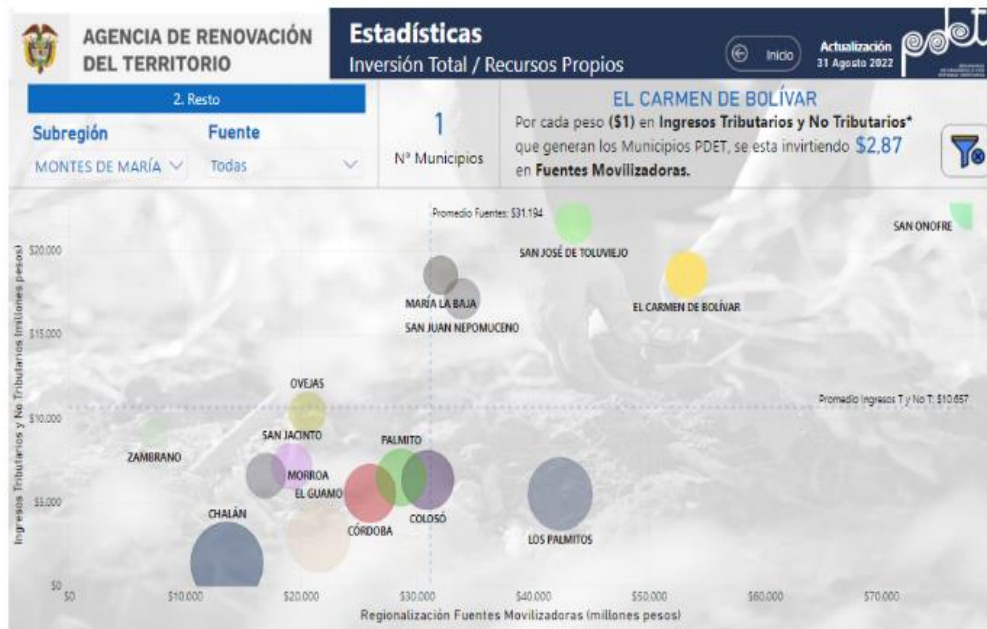 AGENCIA DE RENOVACIÓN
DEL TERRITORIO
Estadísticas
Inversión Total / Recursos Propios
Inicio
Actualización
31 Agosto 2022
pdet
2. Resto
Subregión
Fuente
MONTES DE MARÍA
Todas
1
N° Municipios
EL CARMEN DE BOLÍVAR
Por cada peso ($1) en Ingresos Tributarios y No Tributarios*
que generan los Municipios PDET, se esta invirtiendo $2,87
en Fuentes Movilizadoras.
Ingresos Tributarios y No Tributarios (millones pesos)
$20.000
$15.000
$10.000
$5.000
$0
Promedio Fuentes: $31.194
SAN ONOFRE
SAN JOSÉ DE TOLUVIEJO
MARÍA LA BAJA
EL CARMEN DE BOLÍVAR
SAN JUAN NEPOMUCENO
OVEJAS
Promedio Ingresos T y No T: $10.657
SAN JACINTO
PALMITO
ZAMBRANO
MORROA
EL GUAMO
CHALÁN
COLOSÓ
CÓRDOBA
LOS PALMITOS
$0
$10.000
$20.000
$30.000
$40.000
$50.000
$60.000
$70.000
Regionalización Fuentes Movilizadoras (millones pesos)